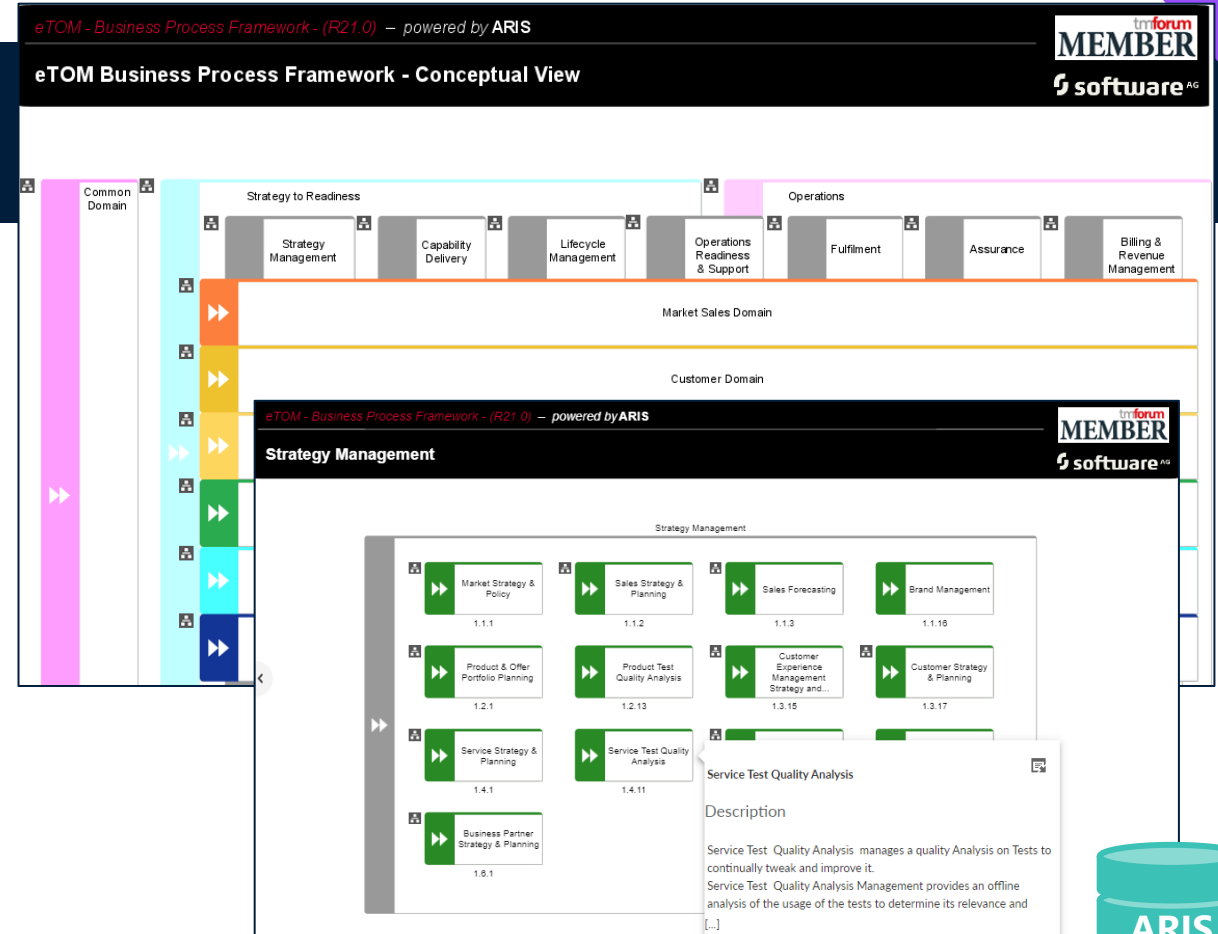 eTOM - Business Process Framework - (R21.0) – powered by ARIS
tmforum
MEMBER
eTOM Business Process Framework - Conceptual View
software AG
Common
Domain
Strategy to Readiness
Operations
Strategy
Management
Capability
Delivery
Lifecycle
Management
Operations
Readiness
& Support
Fulfilment
Assurance
Billing &
Revenue
Management
Market Sales Domain
Customer Domain
eTOM - Business Process Framework - (R21.0) – powered by ARIS
tmforum
MEMBER
Strategy Management
software AG
Strategy Management
Market Strategy &
Policy
1.1.1
Sales Strategy &
Planning
1.1.2
Sales Forecasting
1.1.3
Brand Management
1.1.16
Product & Offer
Portfolio Planning
1.2.1
Product Test
Quality Analysis
1.2.13
Customer
Experience
Management
Strategy and...
1.3.15
Customer Strategy
& Planning
1.3.17
Service Strategy &
Planning
1.4.1
Service Test Quality
Analysis
1.4.11
Business Partner
Strategy & Planning
1.6.1
Service Test Quality Analysis
Description
Service Test Quality Analysis manages a quality Analysis on Tests to
continually tweak and improve it.
Service Test Quality Analysis Management provides an offline
analysis of the usage of the tests to determine its relevance and
[...]
ARIS